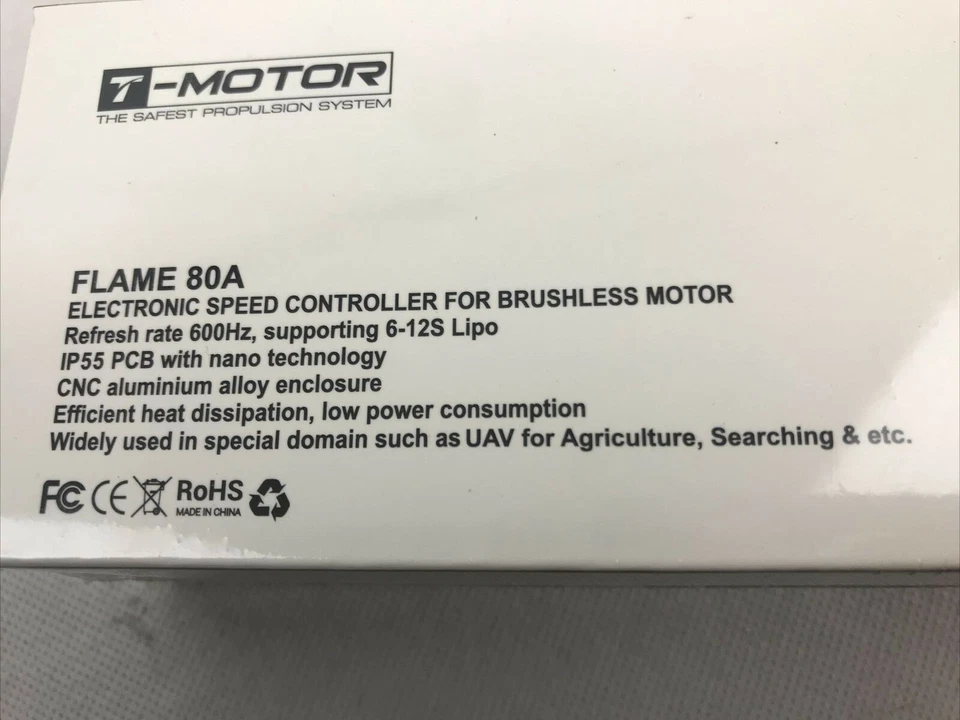 T-MOTOR
THE SAFEST PROPULSION SYSTEM
FLAME 80A
ELECTRONIC SPEED CONTROLLER FOR BRUSHLESS MOTOR
Refresh rate 600Hz, supporting 6-12S Lipo
IP55 PCB with nano technology
CNC aluminium alloy enclosure
Efficient heat dissipation, low power consumption
Widely used in special domain such as UAV for Agriculture, Searching & etc.
FC CE RoHS
MADE IN CHINA